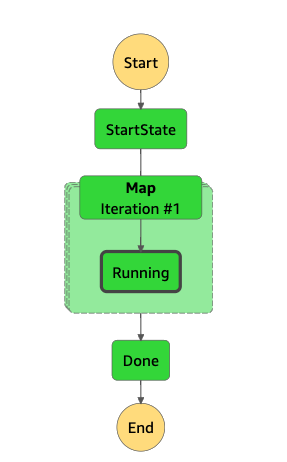 Start
StartState
Map
Iteration #1
Running
Done
End